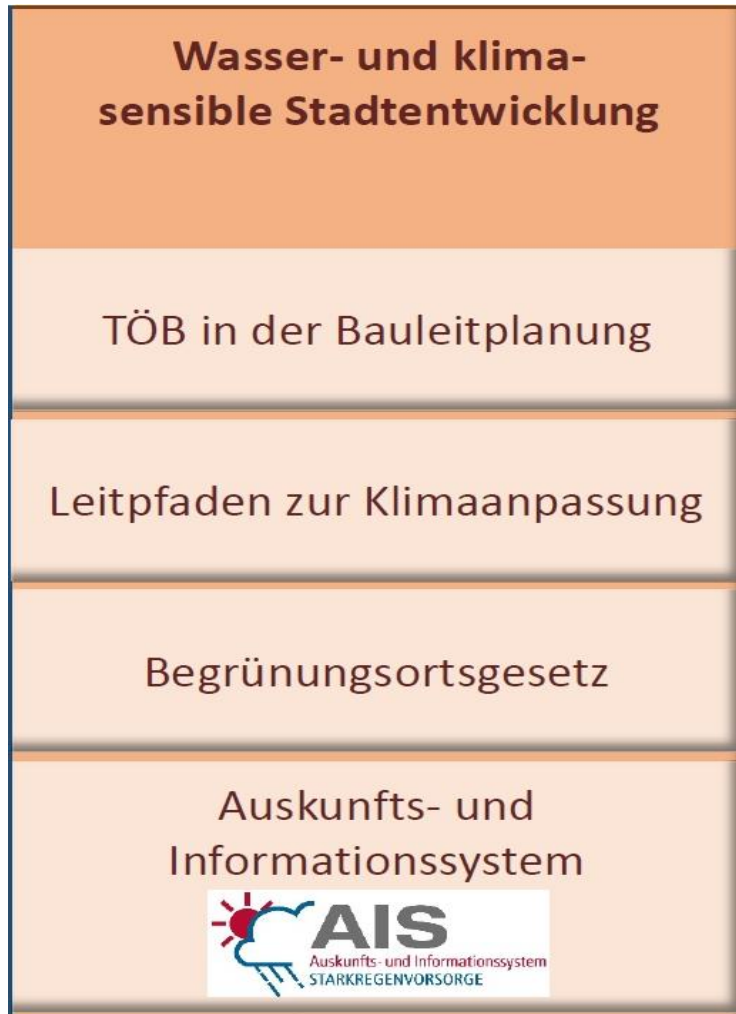 Wasser- und klima-
sensible Stadtentwicklung
TÖB in der Bauleitplanung
Leitpfaden zur Klimaanpassung
Begrünungsortsgesetz
Auskunfts- und
Informationssystem
AIS
Auskunfts- und Informationssystem
STARKREGENVORSORGE